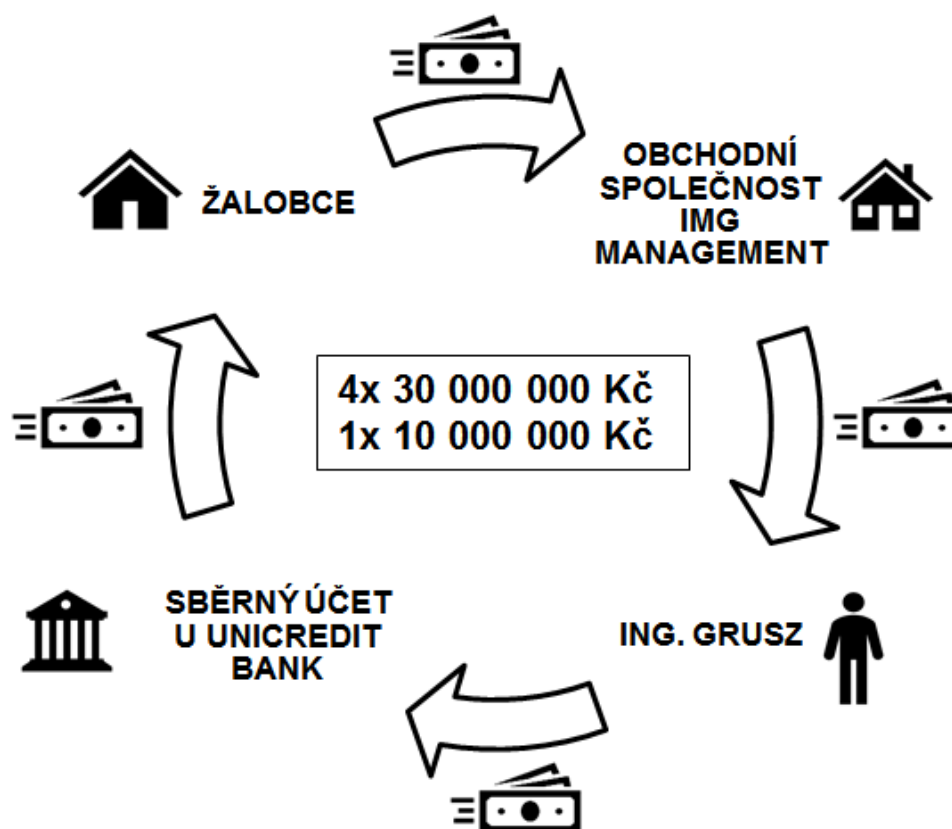 ŽALOBCE
OBCHODNÍ
SPOLEČNOST
IMG
MANAGEMENT
4x 30 000 000 Kč
1x 10 000 000 Kč
SBĚRNÝ ÚČET
U UNICREDIT
BANK
ING. GRUSZ